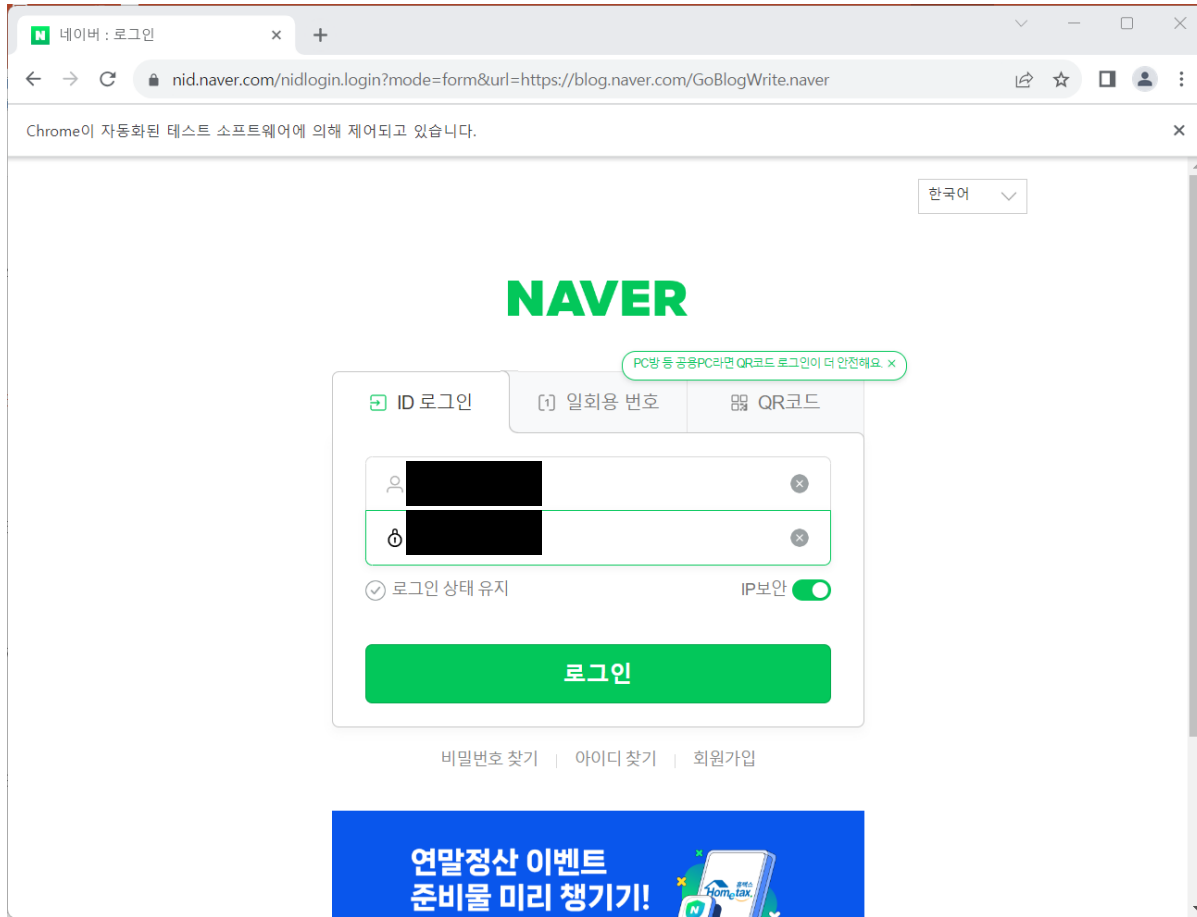 네이버 : 로그인
nid.naver.com/nidlogin.login?mode=form&url=https://blog.naver.com/GoBlogWrite.naver
Chrome이 자동화된 테스트 소프트웨어에 의해 제어되고 있습니다.
한국어
NAVER
PC방 등 공용PC라면 QR코드 로그인이 더 안전해요.
ID 로그인
일회용 번호
QR코드
로그인 상태 유지
IP보안
로그인
비밀번호 찾기
아이디 찾기
회원가입
연말정산 이벤트
준비물 미리 챙기기!
홈택스
Hometax.
N